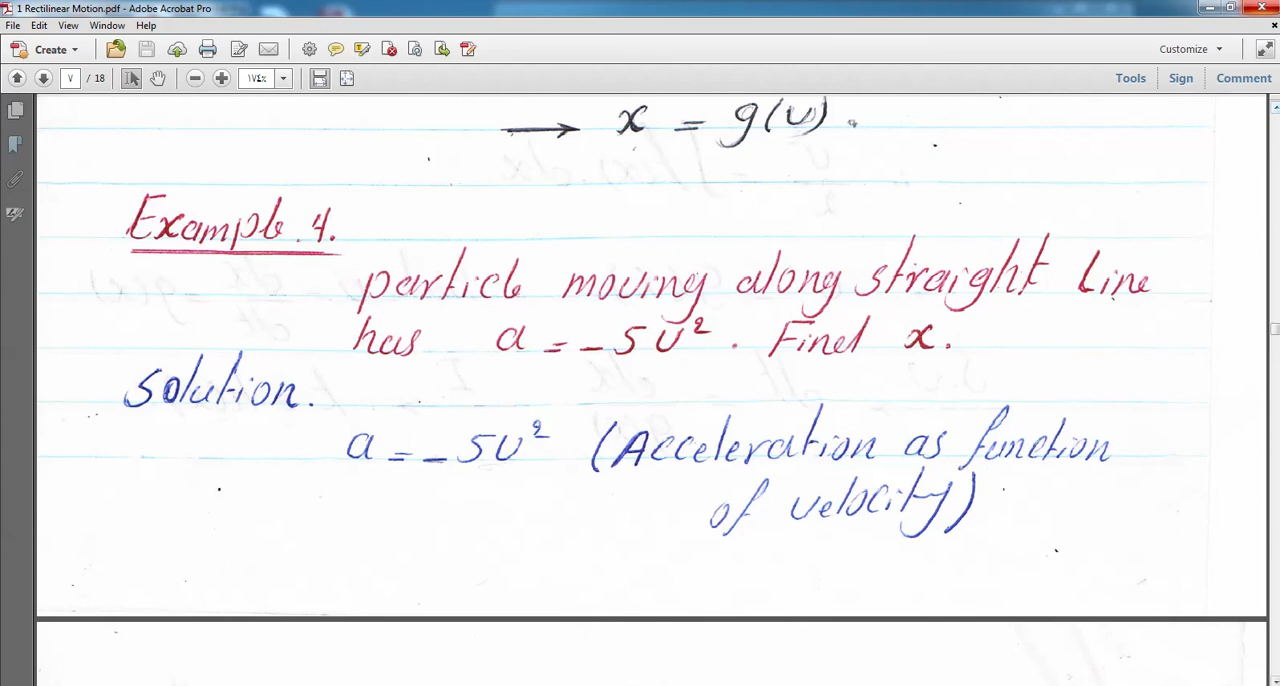 1 Rectilinear Motion.pdf - Adobe Acrobat Pro
File Edit View Window Help
Create Customize
V / 18 ١٧٤٪ Tools Sign Comment
→ x = g(v).
Example.4.
particle moving along straight line
has a = -5v². Find x.
Solution.
a = -5v² (Acceleration as function
of velocity)